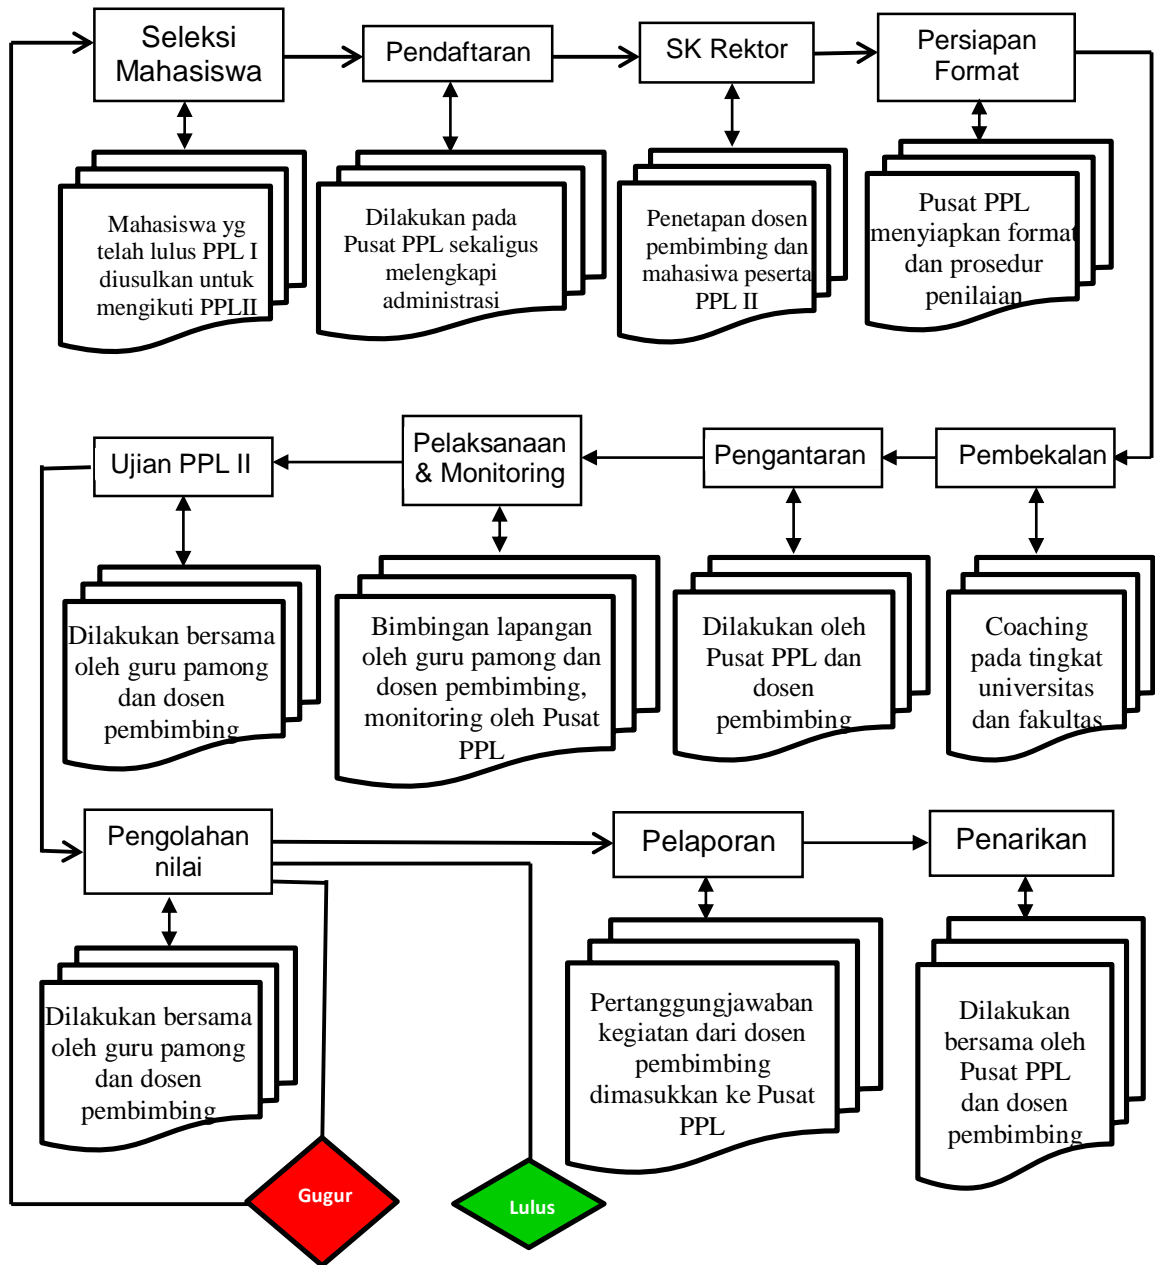 Seleksi
Mahasiswa
Pendaftaran
SK Rektor
Persiapan
Format
Mahasiswa yg
telah lulus PPL I
diusulkan untuk
mengikuti PPLII
Dilakukan pada
Pusat PPL sekaligus
melengkapi
administrasi
Penetapan dosen
pembimbing dan
mahasiwa peserta
PPL II
Pusat PPL
menyiapkan format
dan prosedur
penilaian
Ujian PPL II
Pelaksanaan
& Monitoring
Pengantaran
Pembekalan
Dilakukan bersama
oleh guru pamong
dan dosen
pembimbing
Bimbingan lapangan
oleh guru pamong dan
dosen pembimbing,
monitoring oleh Pusat
PPL
Dilakukan oleh
Pusat PPL dan
dosen
pembimbing
Coaching
pada tingkat
universitas
dan fakultas
Pengolahan
nilai
Pelaporan
Penarikan
Dilakukan bersama
oleh guru pamong
dan dosen
pembimbing
Pertanggungjawaban
kegiatan dari dosen
pembimbing
dimasukkan ke Pusat
PPL
Dilakukan
bersama oleh
Pusat PPL
dan dosen
pembimbing
Gugur
Lulus